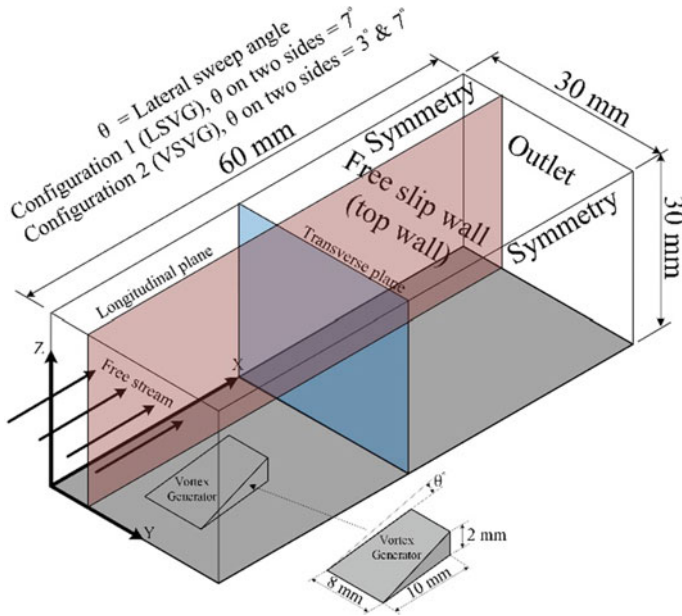 θ = Lateral sweep angle
Configuration 1 (LSVG), θ on two sides = 7°
Configuration 2 (VSVG), θ on two sides = 3° & 7°
60 mm
30 mm
30 mm
Symmetry
Outlet
Free slip wall
(top wall)
Symmetry
Longitudinal plane
Transverse plane
Z
X
Free stream
Y
Vortex
Generator
θ°
Vortex
Generator
2 mm
8 mm
10 mm